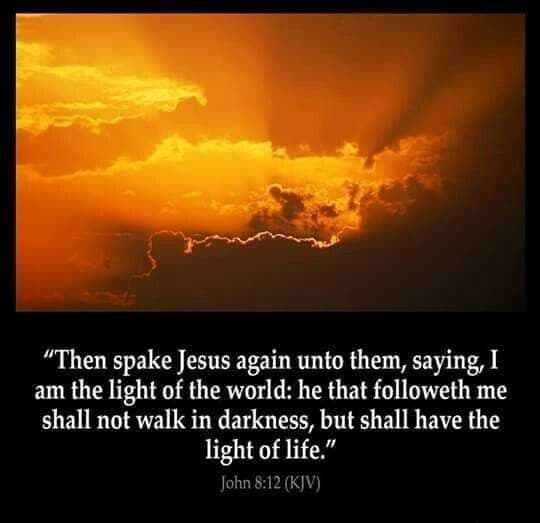 “Then spake Jesus again unto them, saying, I
am the light of the world: he that followeth me
shall not walk in darkness, but shall have the
light of life.”
John 8:12 (KJV)